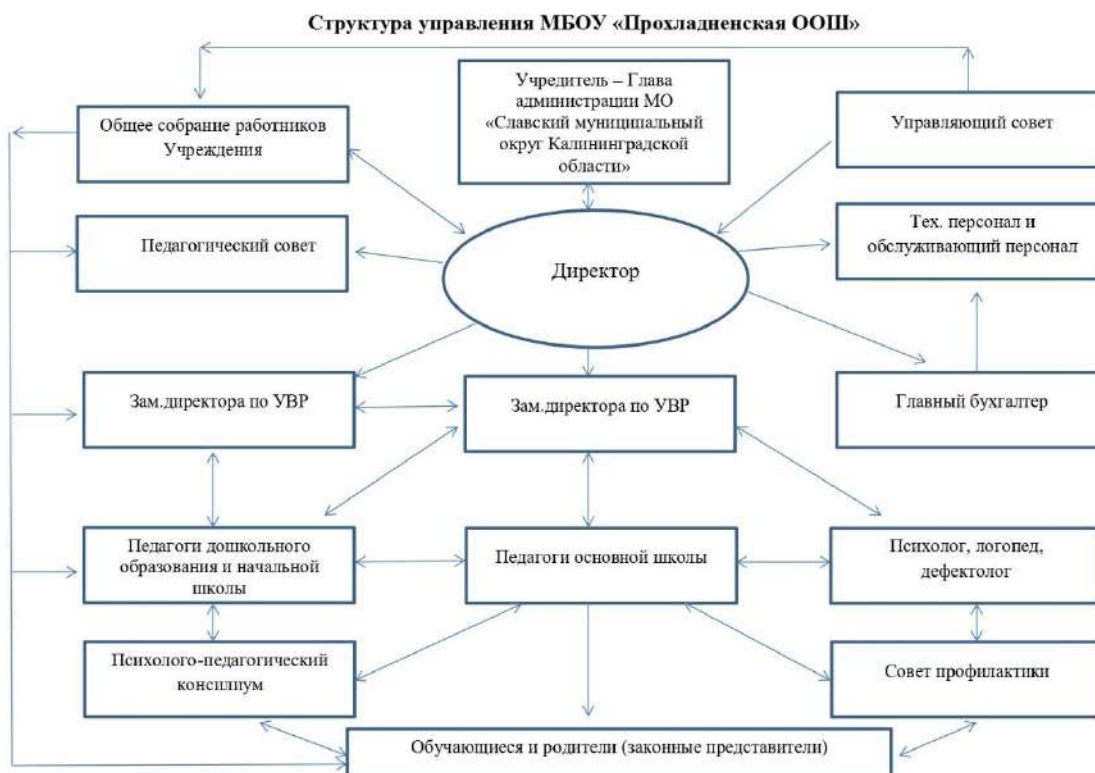 Структура управления МБОУ «Прохладненская ООШ»
Общее собрание работников
Учреждения
Учредитель – Глава
администрации МО
«Славский муниципальный
округ Калининградской
области»
Управляющий совет
Педагогический совет
Директор
Тех. персонал и
обслуживающий персонал
Зам.директора по УВР
Зам.директора по УВР
Главный бухгалтер
Педагоги дошкольного
образования и начальной
школы
Педагоги основной школы
Психолог, логопед,
дефектолог
Психолого-педагогический
консилиум
Совет профилактики
Обучающиеся и родители (законные представители)